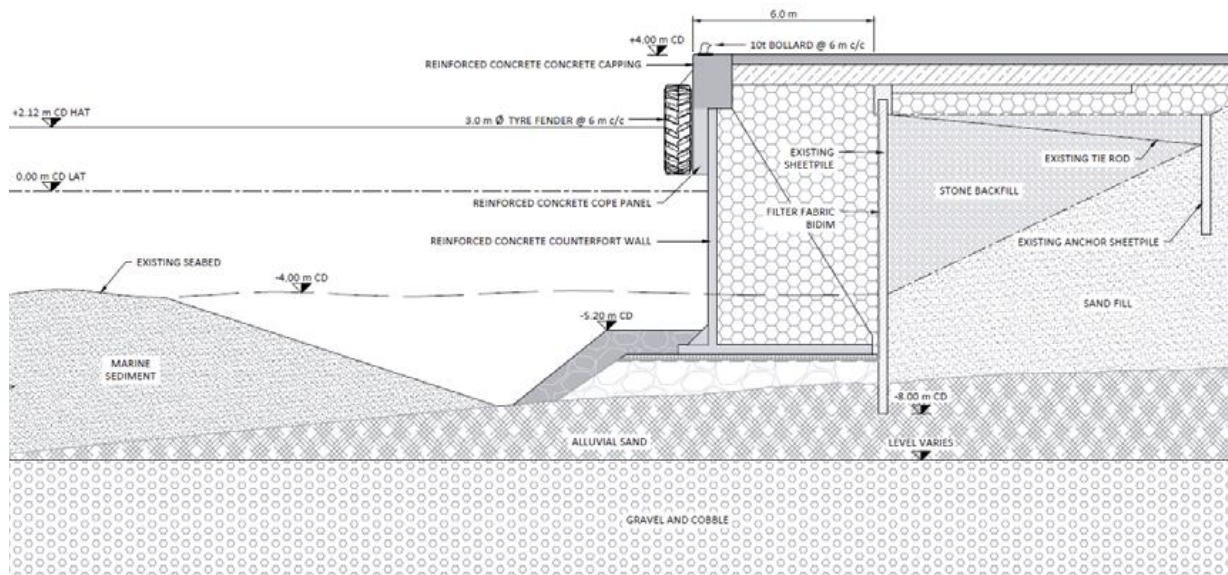 6.0 m
+4.00 m CD
10t BOLLARD @ 6 m c/c
REINFORCED CONCRETE CONCRETE CAPPING
+2.12 m CD HAT
3.0 m Ø TYRE FENDER @ 6 m c/c
EXISTING
SHEETPILE
EXISTING TIE ROD
0.00 m CD LAT
STONE BACKFILL
REINFORCED CONCRETE COPE PANEL
FILTER FABRIC
BIDIM
REINFORCED CONCRETE COUNTERFORT WALL
EXISTING ANCHOR SHEETPILE
EXISTING SEABED
-4.00 m CD
SAND FILL
-5.20 m CD
MARINE
SEDIMENT
-8.00 m CD
ALLUVIAL SAND
LEVEL VARIES
GRAVEL AND COBBLE